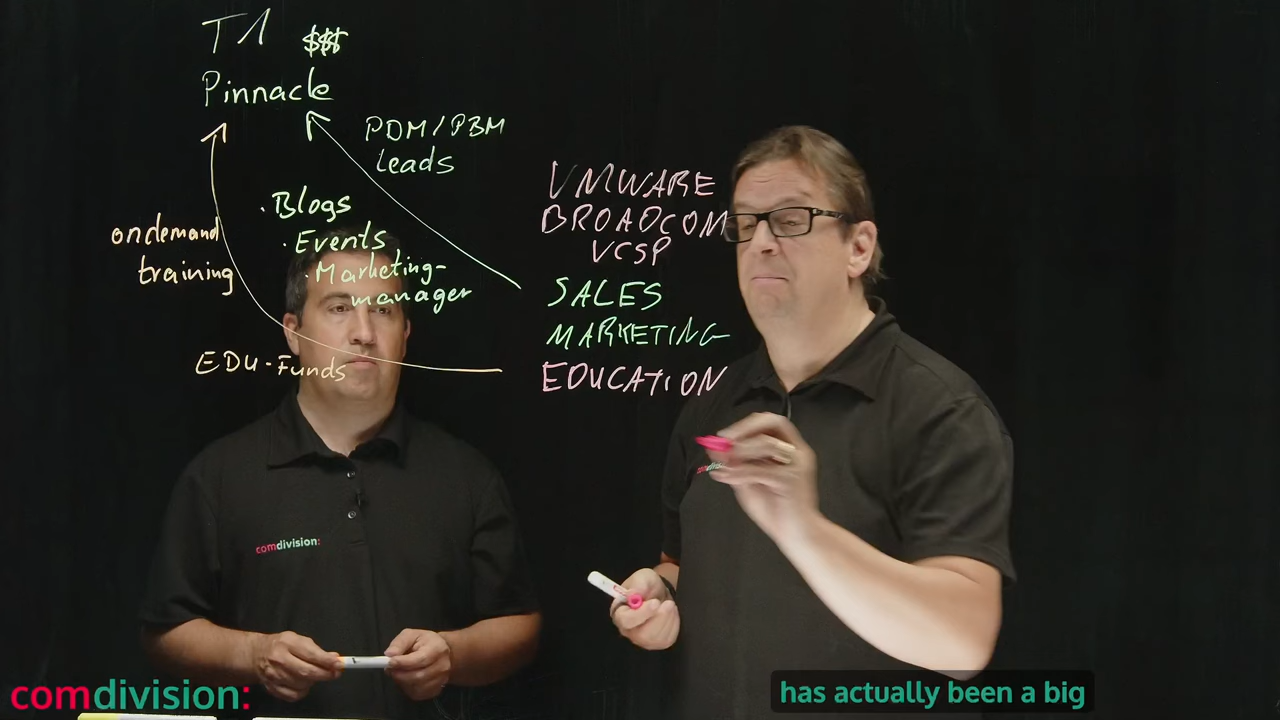 T1 $$$
Pinnacle
PDM/PBM
Leads
• Blogs
• Events
• Marketing-
manager
ondemand
training
EDU-Funds
VMWARE
BROADCOM
VCSP
SALES
MARKETING
EDUCATION
comdivision:
comdivision:
has actually been a big